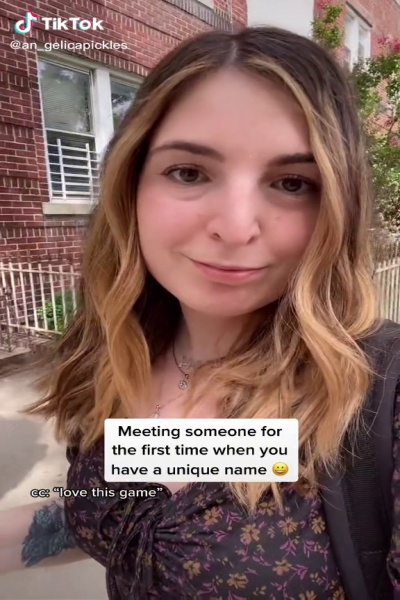 TikTok
@an_gelicapickles
Meeting someone for
the first time when you
have a unique name 😀
cc: “love this game”